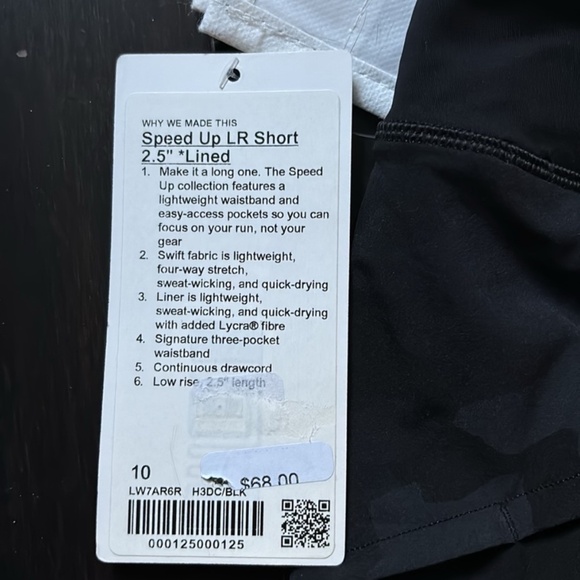 WHY WE MADE THIS
Speed Up LR Short
2.5" *Lined
1. Make it a long one. The Speed
Up collection features a
lightweight waistband and
easy-access pockets so you can
focus on your run, not your
gear
2. Swift fabric is lightweight,
four-way stretch,
sweat-wicking, and quick-drying
3. Liner is lightweight,
sweat-wicking, and quick-drying
with added Lycra® fibre
4. Signature three-pocket
waistband
5. Continuous drawcord
6. Low rise, 2.5" length
10
$68.00
LW7AR6R H3DC/BLK
000125000125